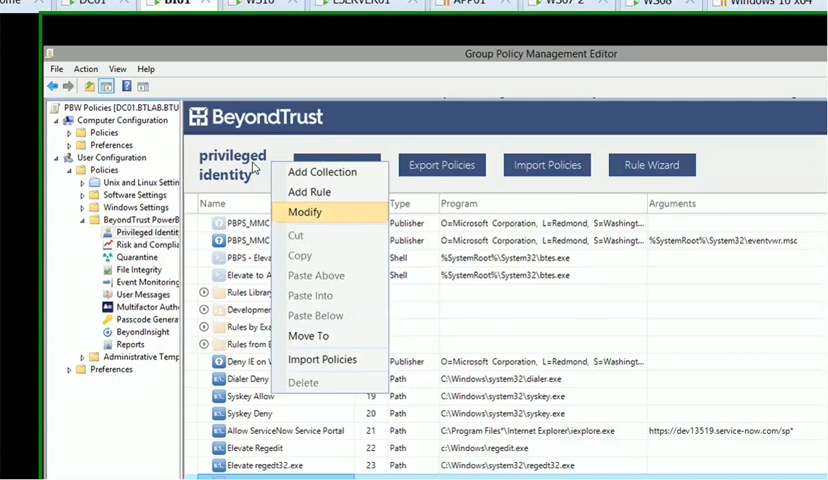 ome
DC01
BI01
W510
ESERVER01
APP01
WS07 2
WS08
Windows 10 x64
Group Policy Management Editor
File Action View Help
PBW Policies [DC01.BTLAB.BTU
Computer Configuration
Policies
Preferences
User Configuration
Policies
Unix and Linux Settin
Software Settings
Windows Settings
BeyondTrust PowerB
Privileged Identit
Risk and Complia
Quarantine
File Integrity
Event Monitoring
User Messages
Multifactor Authe
Passcode Genera
BeyondInsight
Reports
Administrative Temp
Preferences
BeyondTrust
privileged
identity
Export Policies Import Policies Rule Wizard
Add Collection
Add Rule
Modify
Cut
Copy
Paste Above
Paste Into
Paste Below
Move To
Import Policies
Delete
Name Type Program Arguments
PBPS_MMC Publisher O=Microsoft Corporation, L=Redmond, S=Washingt...
PBPS_MMC Publisher O=Microsoft Corporation, L=Redmond, S=Washingt... %SystemRoot%\System32\eventvwr.msc
PBPS - Eleva Shell %SystemRoot%\System32\btes.exe
Elevate to A Shell %SystemRoot%\System32\btes.exe
Rules Library
Developmen
Rules by Exa
Rules from B
Deny IE on W Publisher O=Microsoft Corporation, L=Redmond, S=Washingt...
Dialer Deny Path C:\Windows\system32\dialer.exe
Syskey Allow 19 Path C:\Windows\system32\syskey.exe
Syskey Deny 20 Path C:\Windows\system32\syskey.exe
Allow ServiceNow Service Portal 21 Path C:\Program Files*\Internet Explorer\iexplore.exe https://dev13519.service-now.com/sp*
Elevate Regedit 22 Path c:\Windows\regedit.exe
Elevate regedt32.exe 23 Path C:\Windows\system32\regedt32.exe